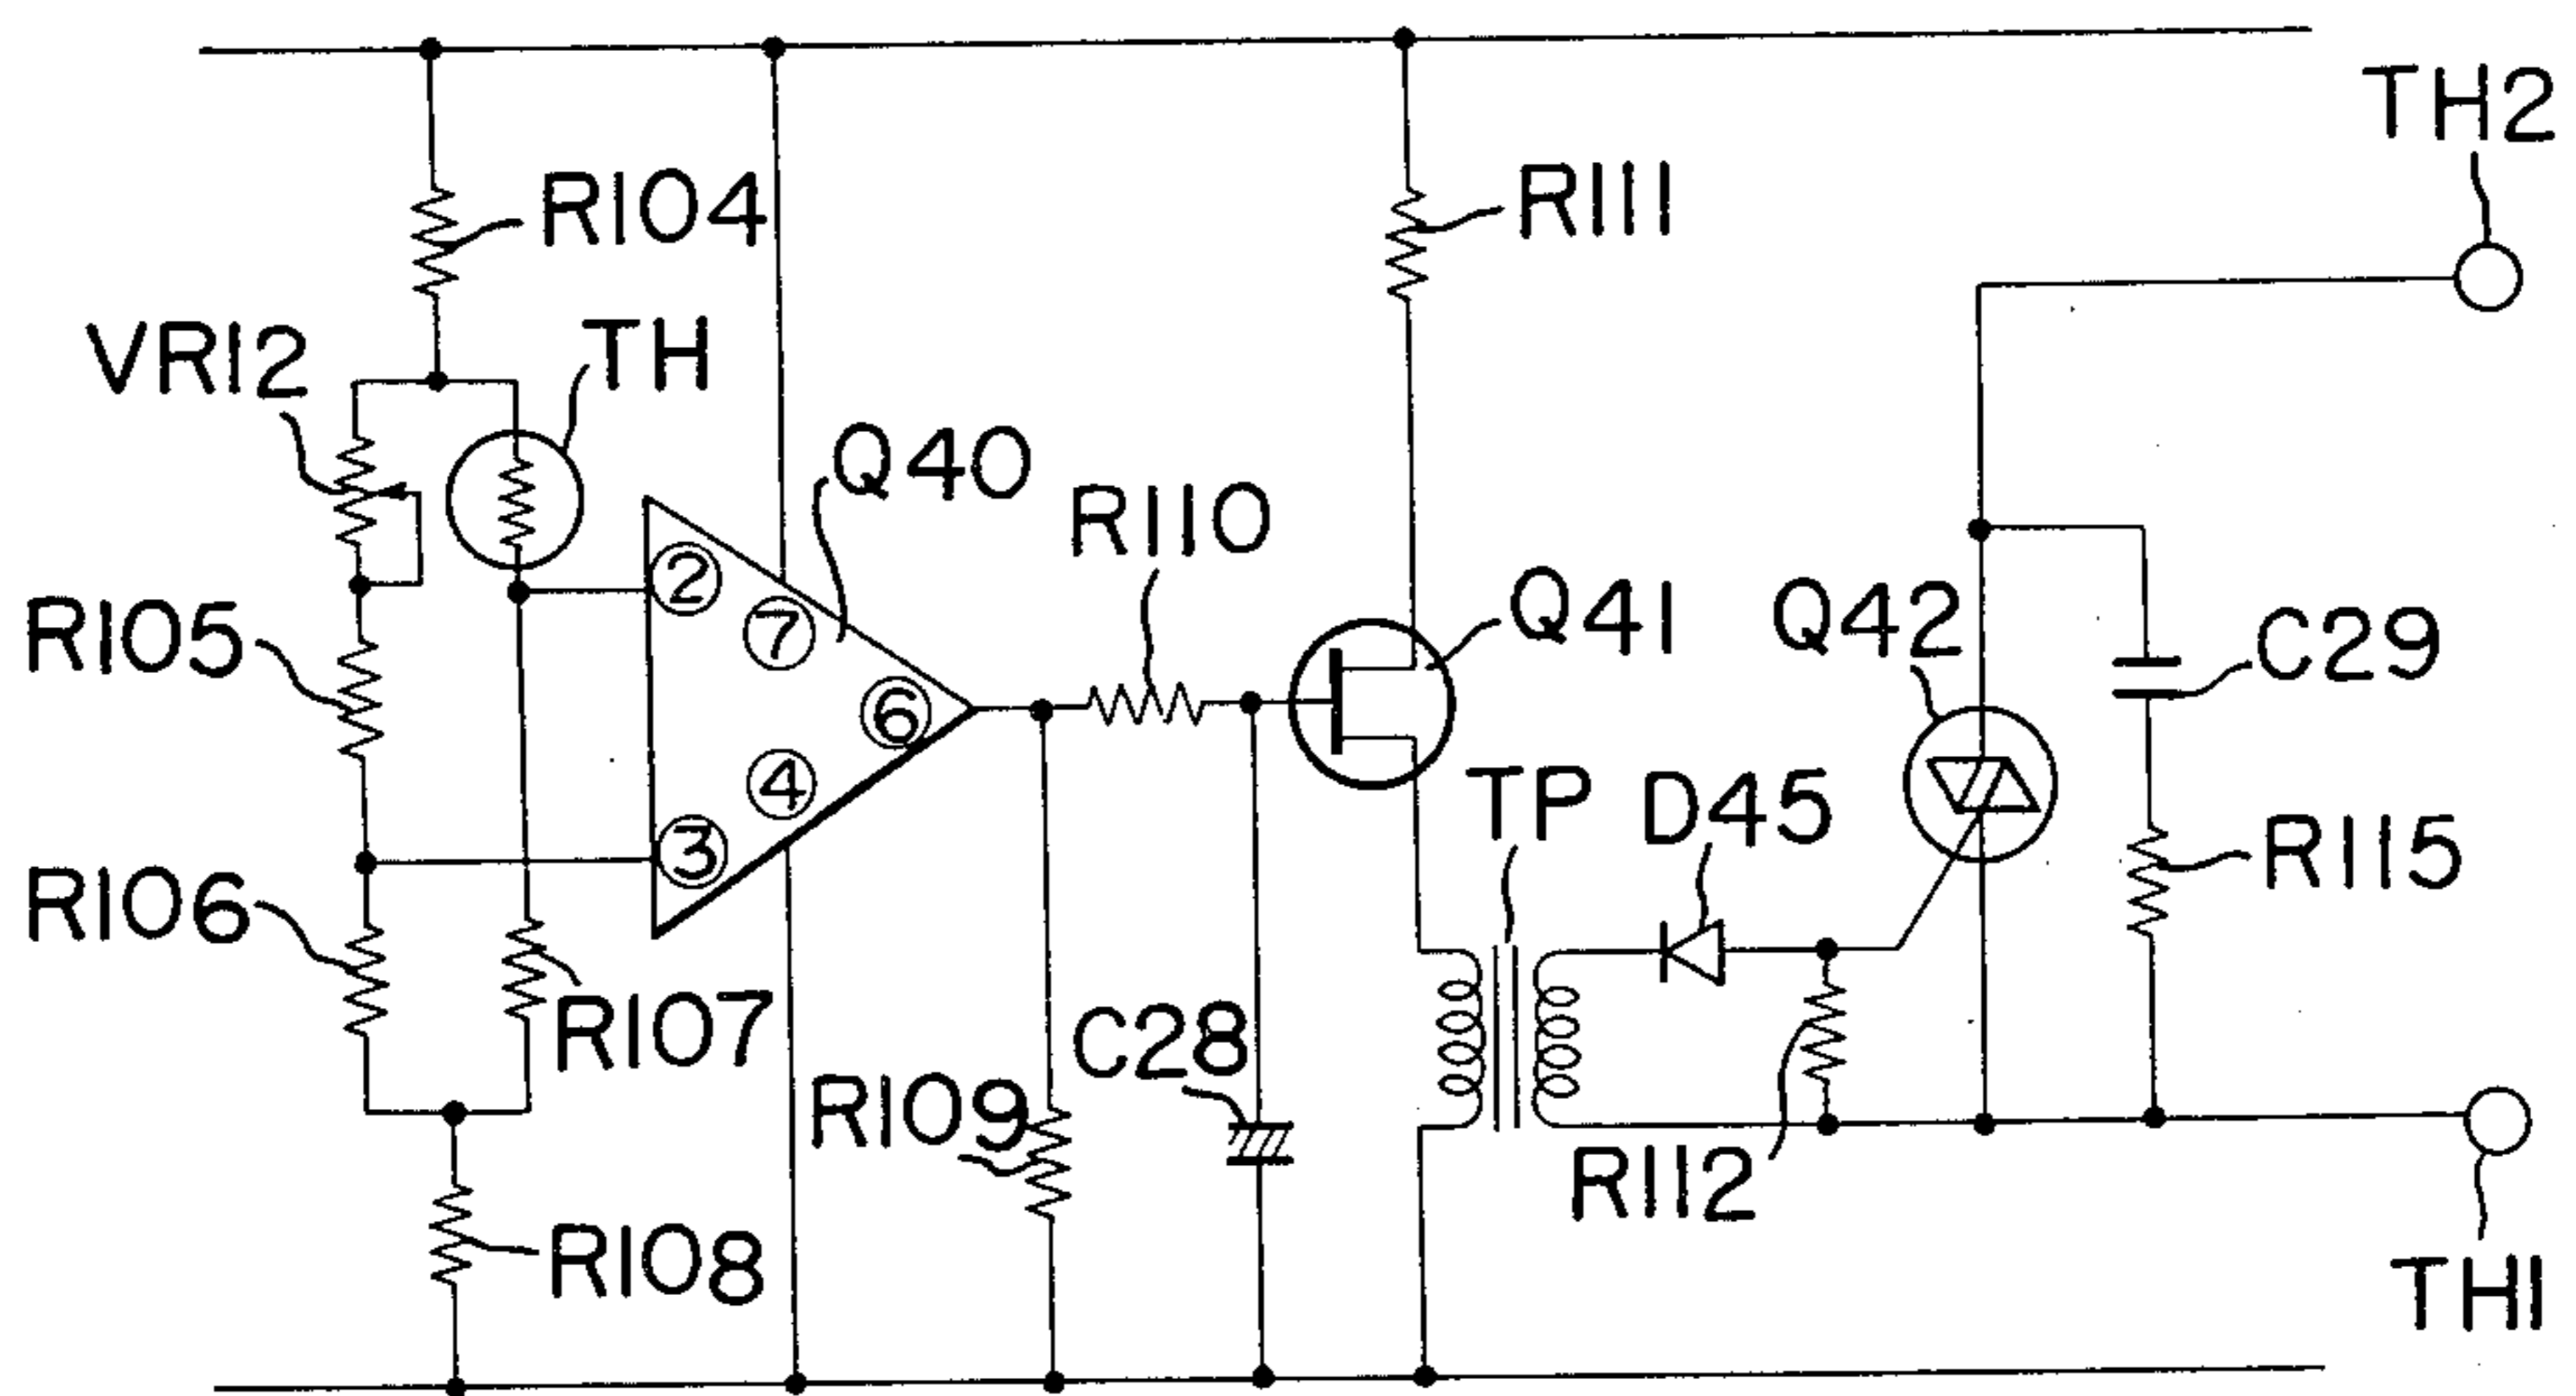 TH2
R104
R111
VR12
TH
Q40
R110
Q41
Q42
R105
2
7
C29
6
4
TP
D45
3
R106
R115
R107
C28
R109
R112
R108
TH1